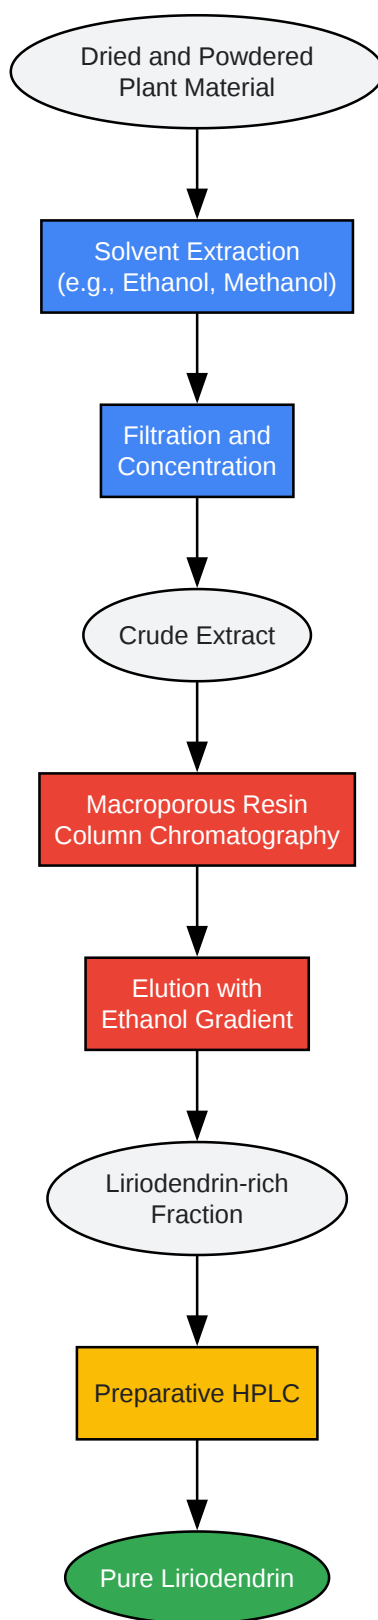 Dried and Powdered
Plant Material
Solvent Extraction
(e.g., Ethanol, Methanol)
Filtration and
Concentration
Crude Extract
Macroporous Resin
Column Chromatography
Elution with
Ethanol Gradient
Liriodendrin-rich
Fraction
Preparative HPLC
Pure Liriodendrin